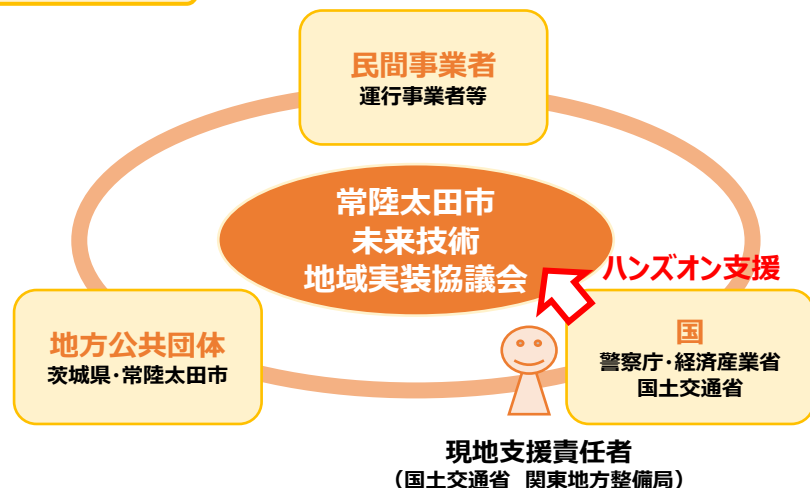 民間事業者
運行事業者等
常陸太田市
未来技術
地域実装協議会
ハンズオン支援
地方公共団体
茨城県・常陸太田市
国
警察庁・経済産業省
国土交通省
現地支援責任者
（国土交通省 関東地方整備局）